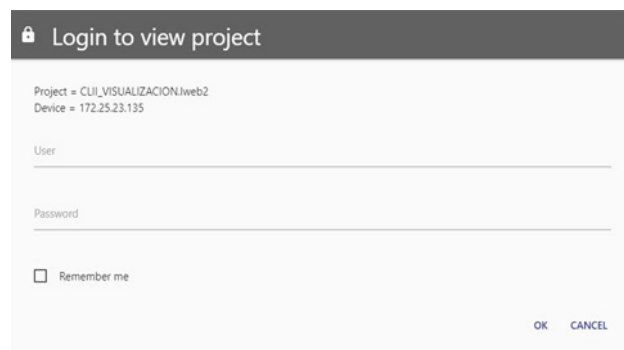 Login to view project
Project = CLII_VISUALIZACION.lweb2
Device = 172.25.23.135
User
Password
Remember me
OK CANCEL